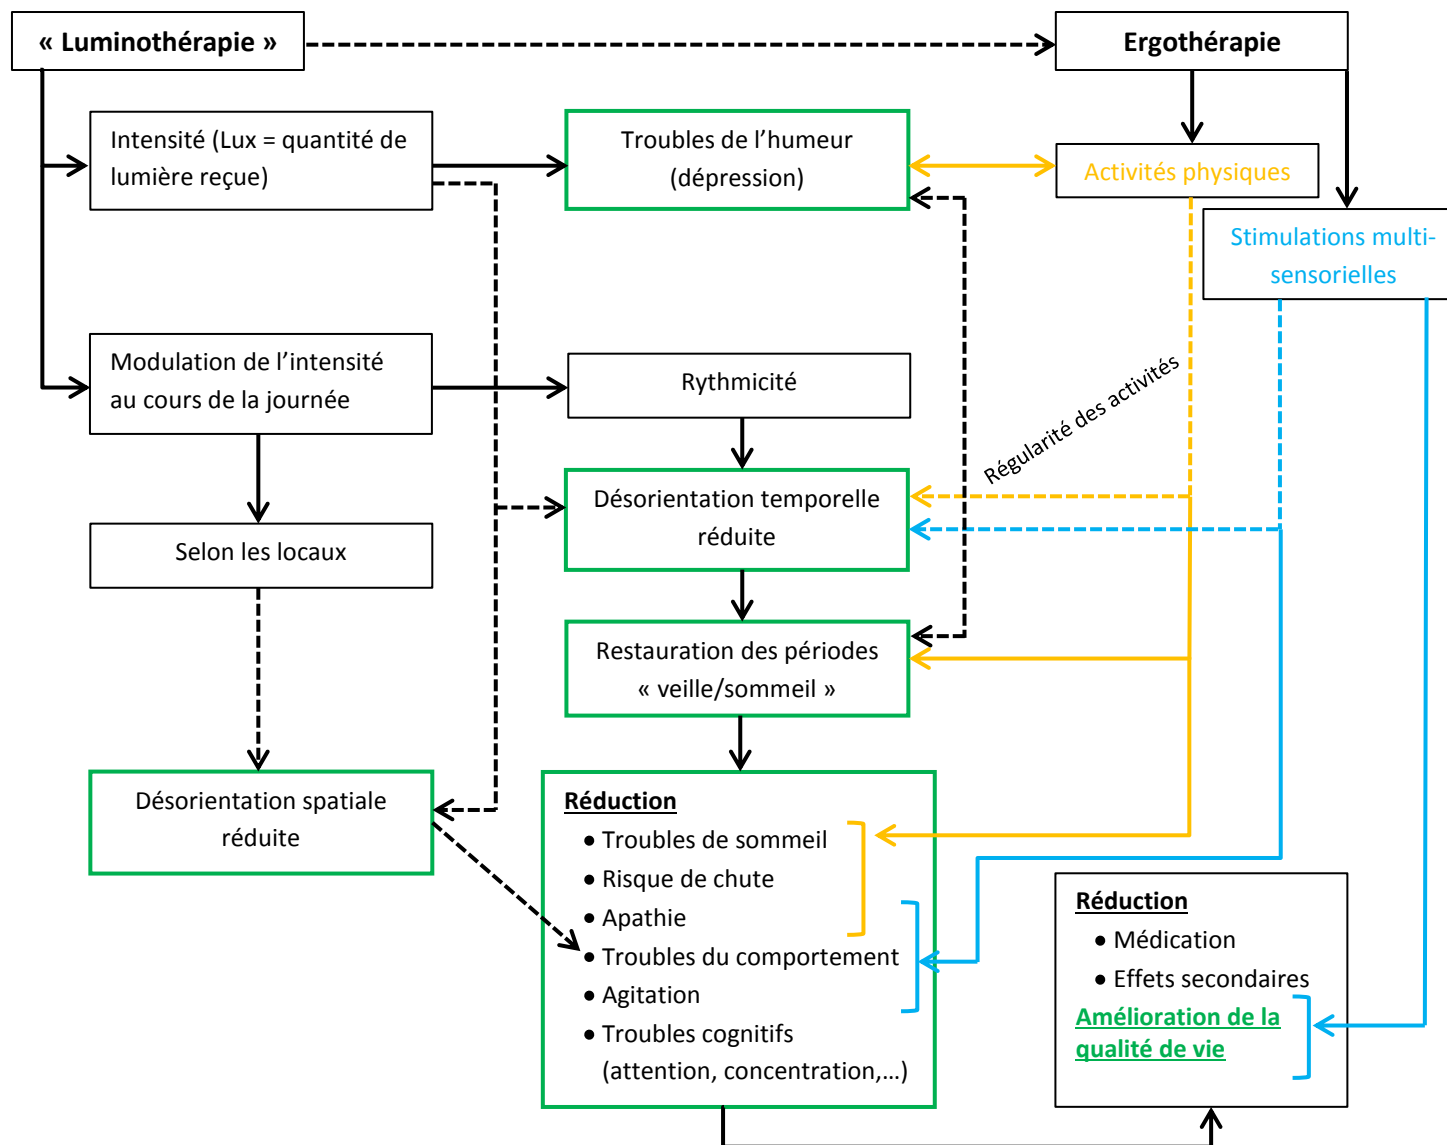 « Luminothérapie »
Ergothérapie
Intensité (Lux = quantité de
lumière reçue)
Troubles de l’humeur
(dépression)
Activités physiques
Stimulations multi-
sensorielles
Modulation de l’intensité
au cours de la journée
Rythmicité
Régularité des activités
Désorientation temporelle
réduite
Selon les locaux
Restauration des périodes
« veille/sommeil »
Désorientation spatiale
réduite
Réduction
• Troubles de sommeil
• Risque de chute
• Apathie
• Troubles du comportement
• Agitation
• Troubles cognitifs
(attention, concentration,…)
Réduction
• Médication
• Effets secondaires
Amélioration de la
qualité de vie